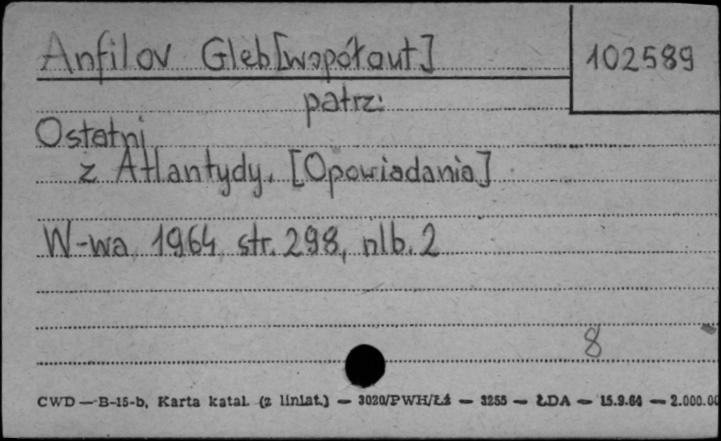 Anfilov Gleb [współaut] 102589
patrz:
Ostatni
z Atlantydy. [Opowiadania]
W-wa 1964 str. 298, nlb. 2
8
CWD — B-15-b, Karta katal. (z liniat.) — 3020/PWH/Łź — 3255 — ŁDA — 15.9.64 — 2.000.00